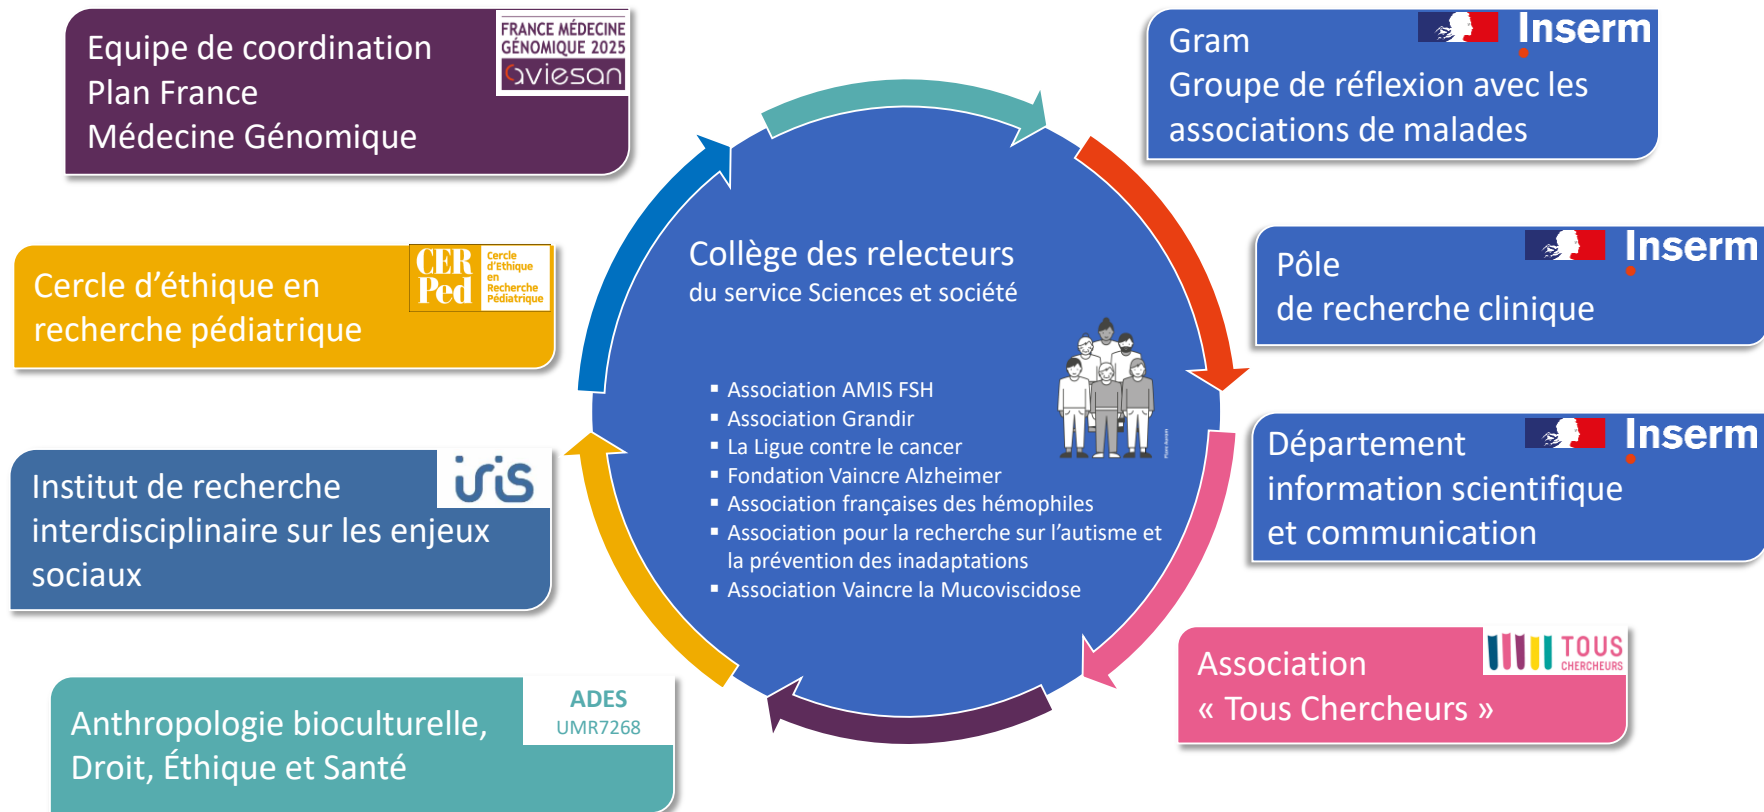 Equipe de coordination
Plan France
Médecine Génomique
FRANCE MÉDECINE
GÉNOMIQUE 2025
aviesan
Gram
Groupe de réflexion avec les
associations de malades
Inserm
Cercle d'éthique en
recherche pédiatrique
CER
Ped
Cercle
d'Ethique
en
Recherche
Pédiatrique
Collège des relecteurs
du service Sciences et société
▪ Association AMIS FSH
▪ Association Grandir
▪ La Ligue contre le cancer
▪ Fondation Vaincre Alzheimer
▪ Association françaises des hémophiles
▪ Association pour la recherche sur l'autisme et
la prévention des inadaptations
▪ Association Vaincre la Mucoviscidose
Pôle
de recherche clinique
Inserm
Institut de recherche
interdisciplinaire sur les enjeux
sociaux
iris
Département
information scientifique
et communication
Inserm
Anthropologie bioculturelle,
Droit, Éthique et Santé
ADES
UMR7268
Association
« Tous Chercheurs »
TOUS
CHERCHEURS